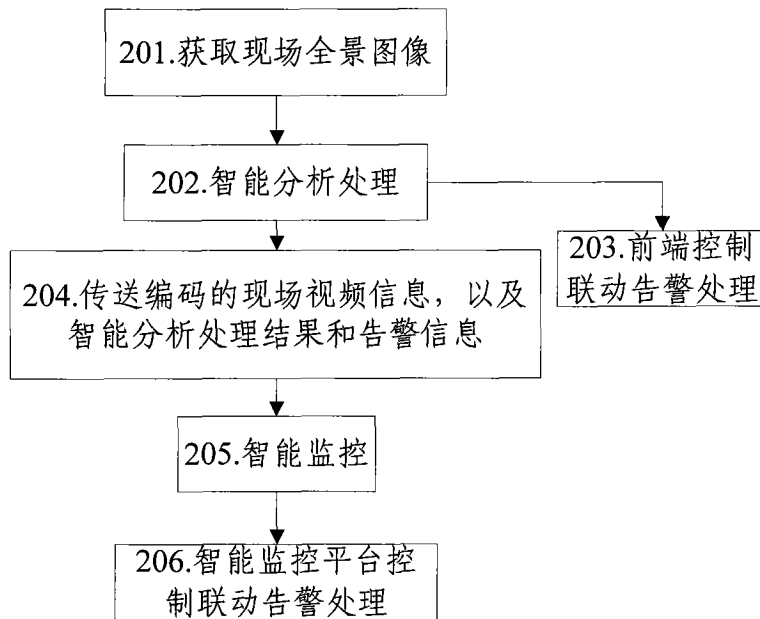 201.获取现场全景图像
202.智能分析处理
203.前端控制
联动告警处理
204.传送编码的现场视频信息，以及
智能分析处理结果和告警信息
205.智能监控
206.智能监控平台控
制联动告警处理